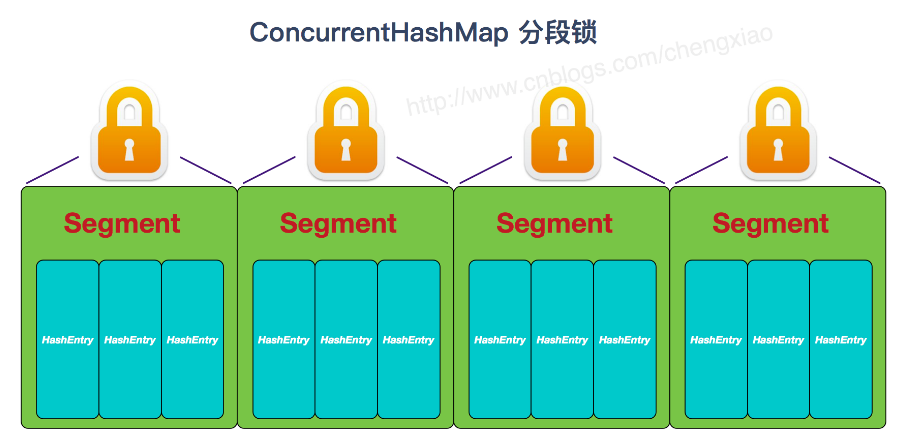 ConcurrentHashMap 分段锁
http://www.cnblogs.com/chengxiao
Segment Segment Segment Segment
HashEntry HashEntry HashEntry HashEntry HashEntry HashEntry HashEntry HashEntry HashEntry HashEntry HashEntry HashEntry